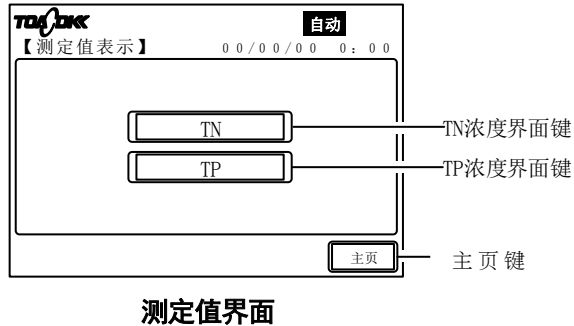 TOADKK 自动
【测定值表示】 00/00/00 0:00
TN TN浓度界面键
TP TP浓度界面键
主页 主页键
测定值界面